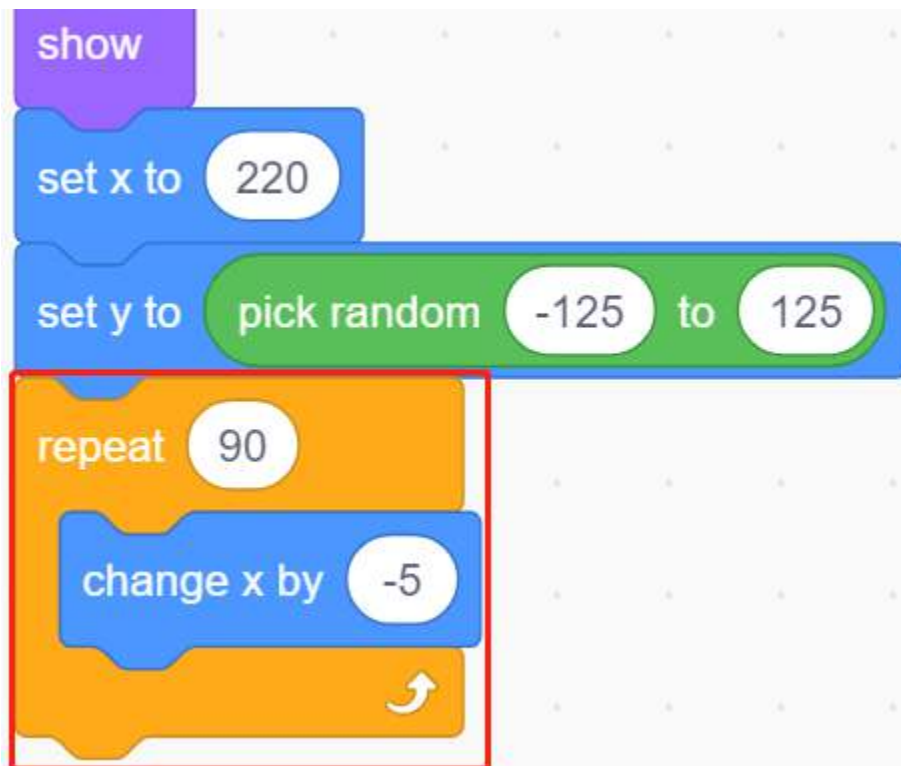 show
set x to 220
set y to pick random -125 to 125
repeat 90
change x by -5